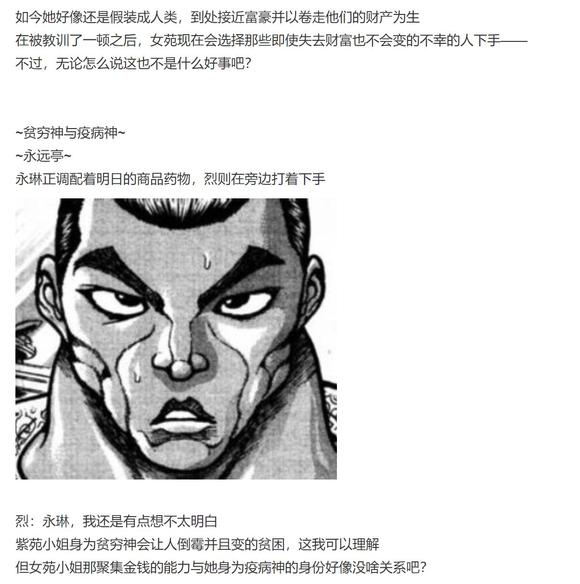 如今她好像还是假装成人类，到处接近富豪并以卷走他们的财产为生
在被教训了一顿之后，女苑现在会选择那些即使失去财富也不会变的不幸的人下手——
不过，无论怎么说这也不是什么好事吧？
~贫穷神与疫病神~
~永远亭~
永琳正调配着明日的商品药物，烈则在旁边打着下手
烈：永琳，我还是有点想不太明白
紫苑小姐身为贫穷神会让人倒霉并且变的贫困，这我可以理解
但女苑小姐那聚集金钱的能力与她身为疫病神的身份好像没啥关系吧？